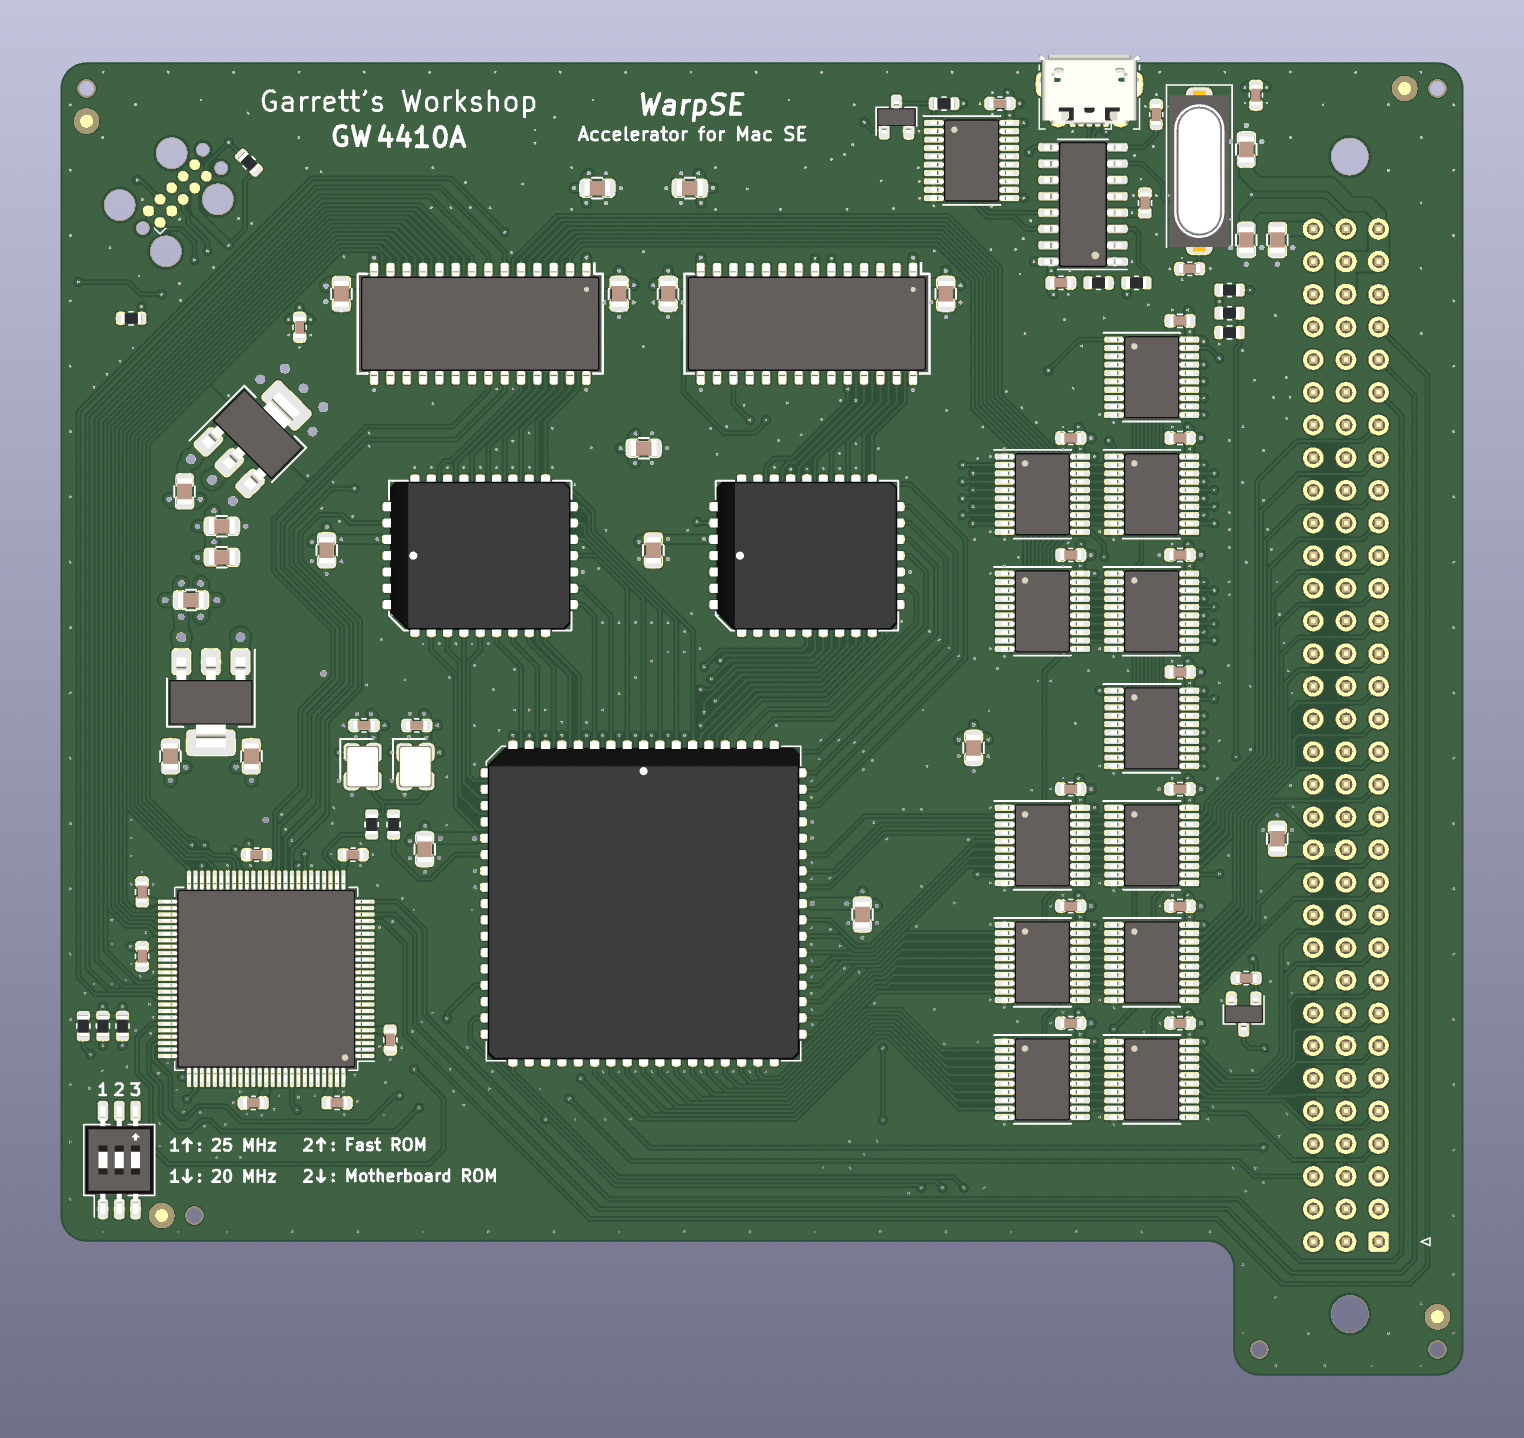 Garrett's Workshop
GW4410A
WarpSE
Accelerator for Mac SE
1 2 3
1↑: 25 MHz 2↑: Fast ROM
1↓: 20 MHz 2↓: Motherboard ROM